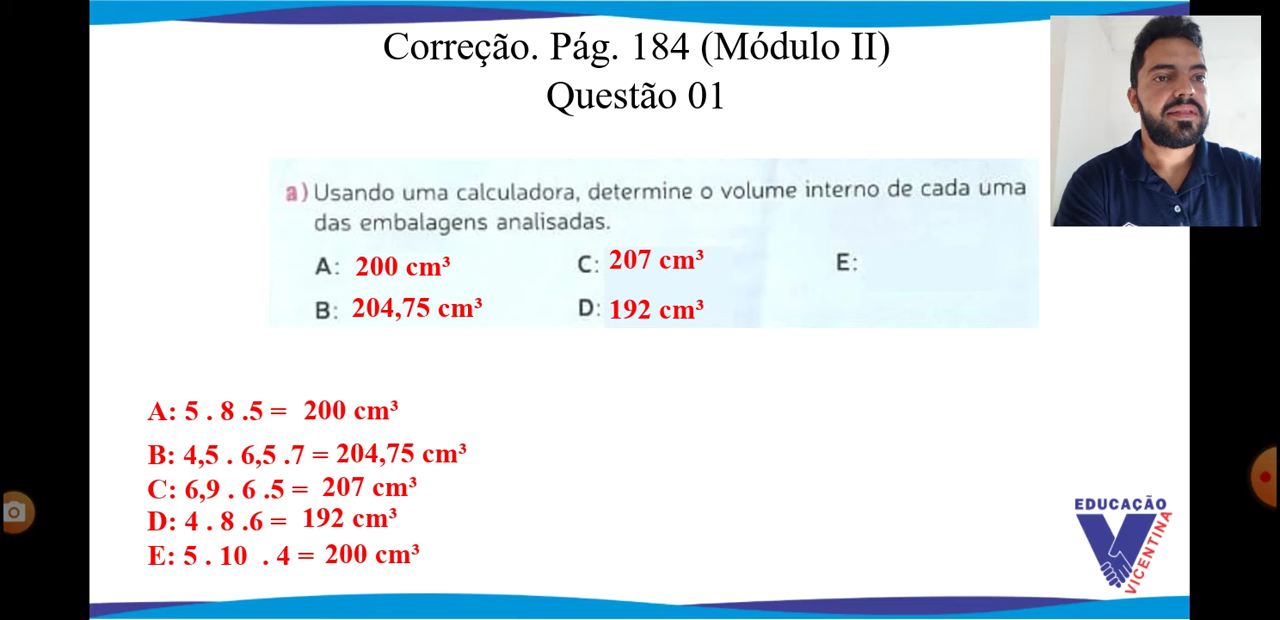 Correção. Pág. 184 (Módulo II)
Questão 01
a) Usando uma calculadora, determine o volume interno de cada uma
das embalagens analisadas.
A: 200 cm³ C: 207 cm³ E:
B: 204,75 cm³ D: 192 cm³
A: 5 . 8 .5 = 200 cm³
B: 4,5 . 6,5 .7 = 204,75 cm³
C: 6,9 . 6 .5 = 207 cm³
D: 4 . 8 .6 = 192 cm³
E: 5 . 10 . 4 = 200 cm³
EDUCAÇÃO
VICENTINA